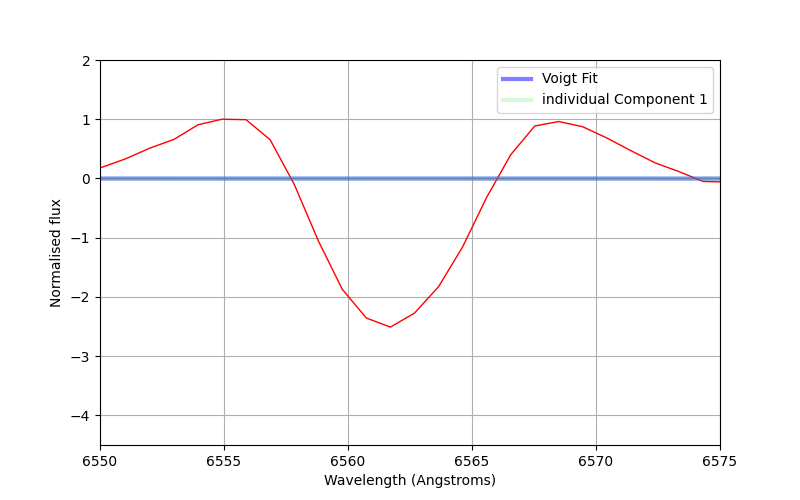 2
1
0
−1
−2
−3
−4
6550 6555 6560 6565 6570 6575
Normalised flux
Wavelength (Angstroms)
Voigt Fit
individual Component 1